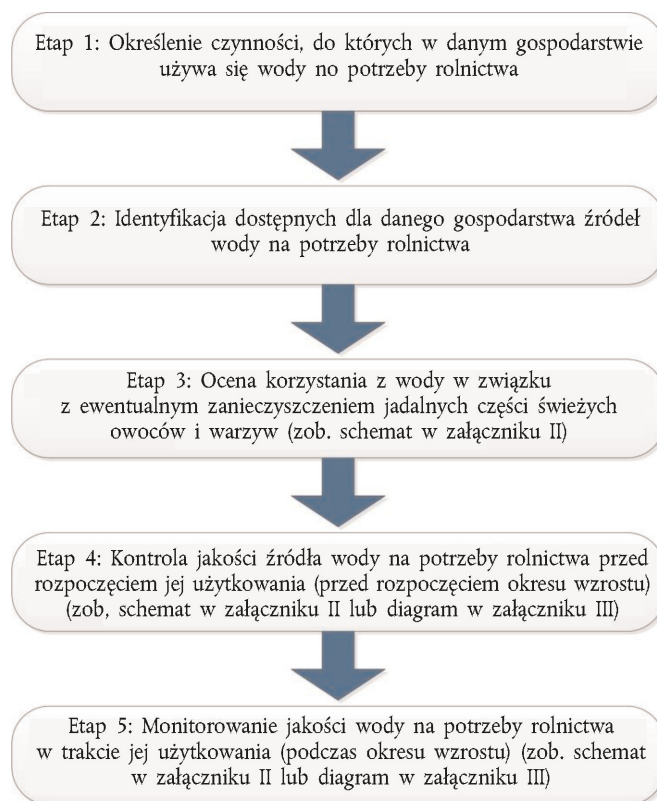 Etap 1: Określenie czynności, do których w danym gospodarstwie
używa się wody no potrzeby rolnictwa
Etap 2: Identyfikacja dostępnych dla danego gospodarstwa źródeł
wody na potrzeby rolnictwa
Etap 3: Ocena korzystania z wody w związku
z ewentualnym zanieczyszczeniem jadalnych części świeżych
owoców i warzyw (zob. schemat w załączniku II)
Etap 4: Kontrola jakości źródła wody na potrzeby rolnictwa przed
rozpoczęciem jej użytkowania (przed rozpoczęciem okresu wzrostu)
(zob, schemat w załączniku II lub diagram w załączniku III)
Etap 5: Monitorowanie jakości wody na potrzeby rolnictwa
w trakcie jej użytkowania (podczas okresu wzrostu) (zob. schemat
w załączniku II lub diagram w załączniku III)